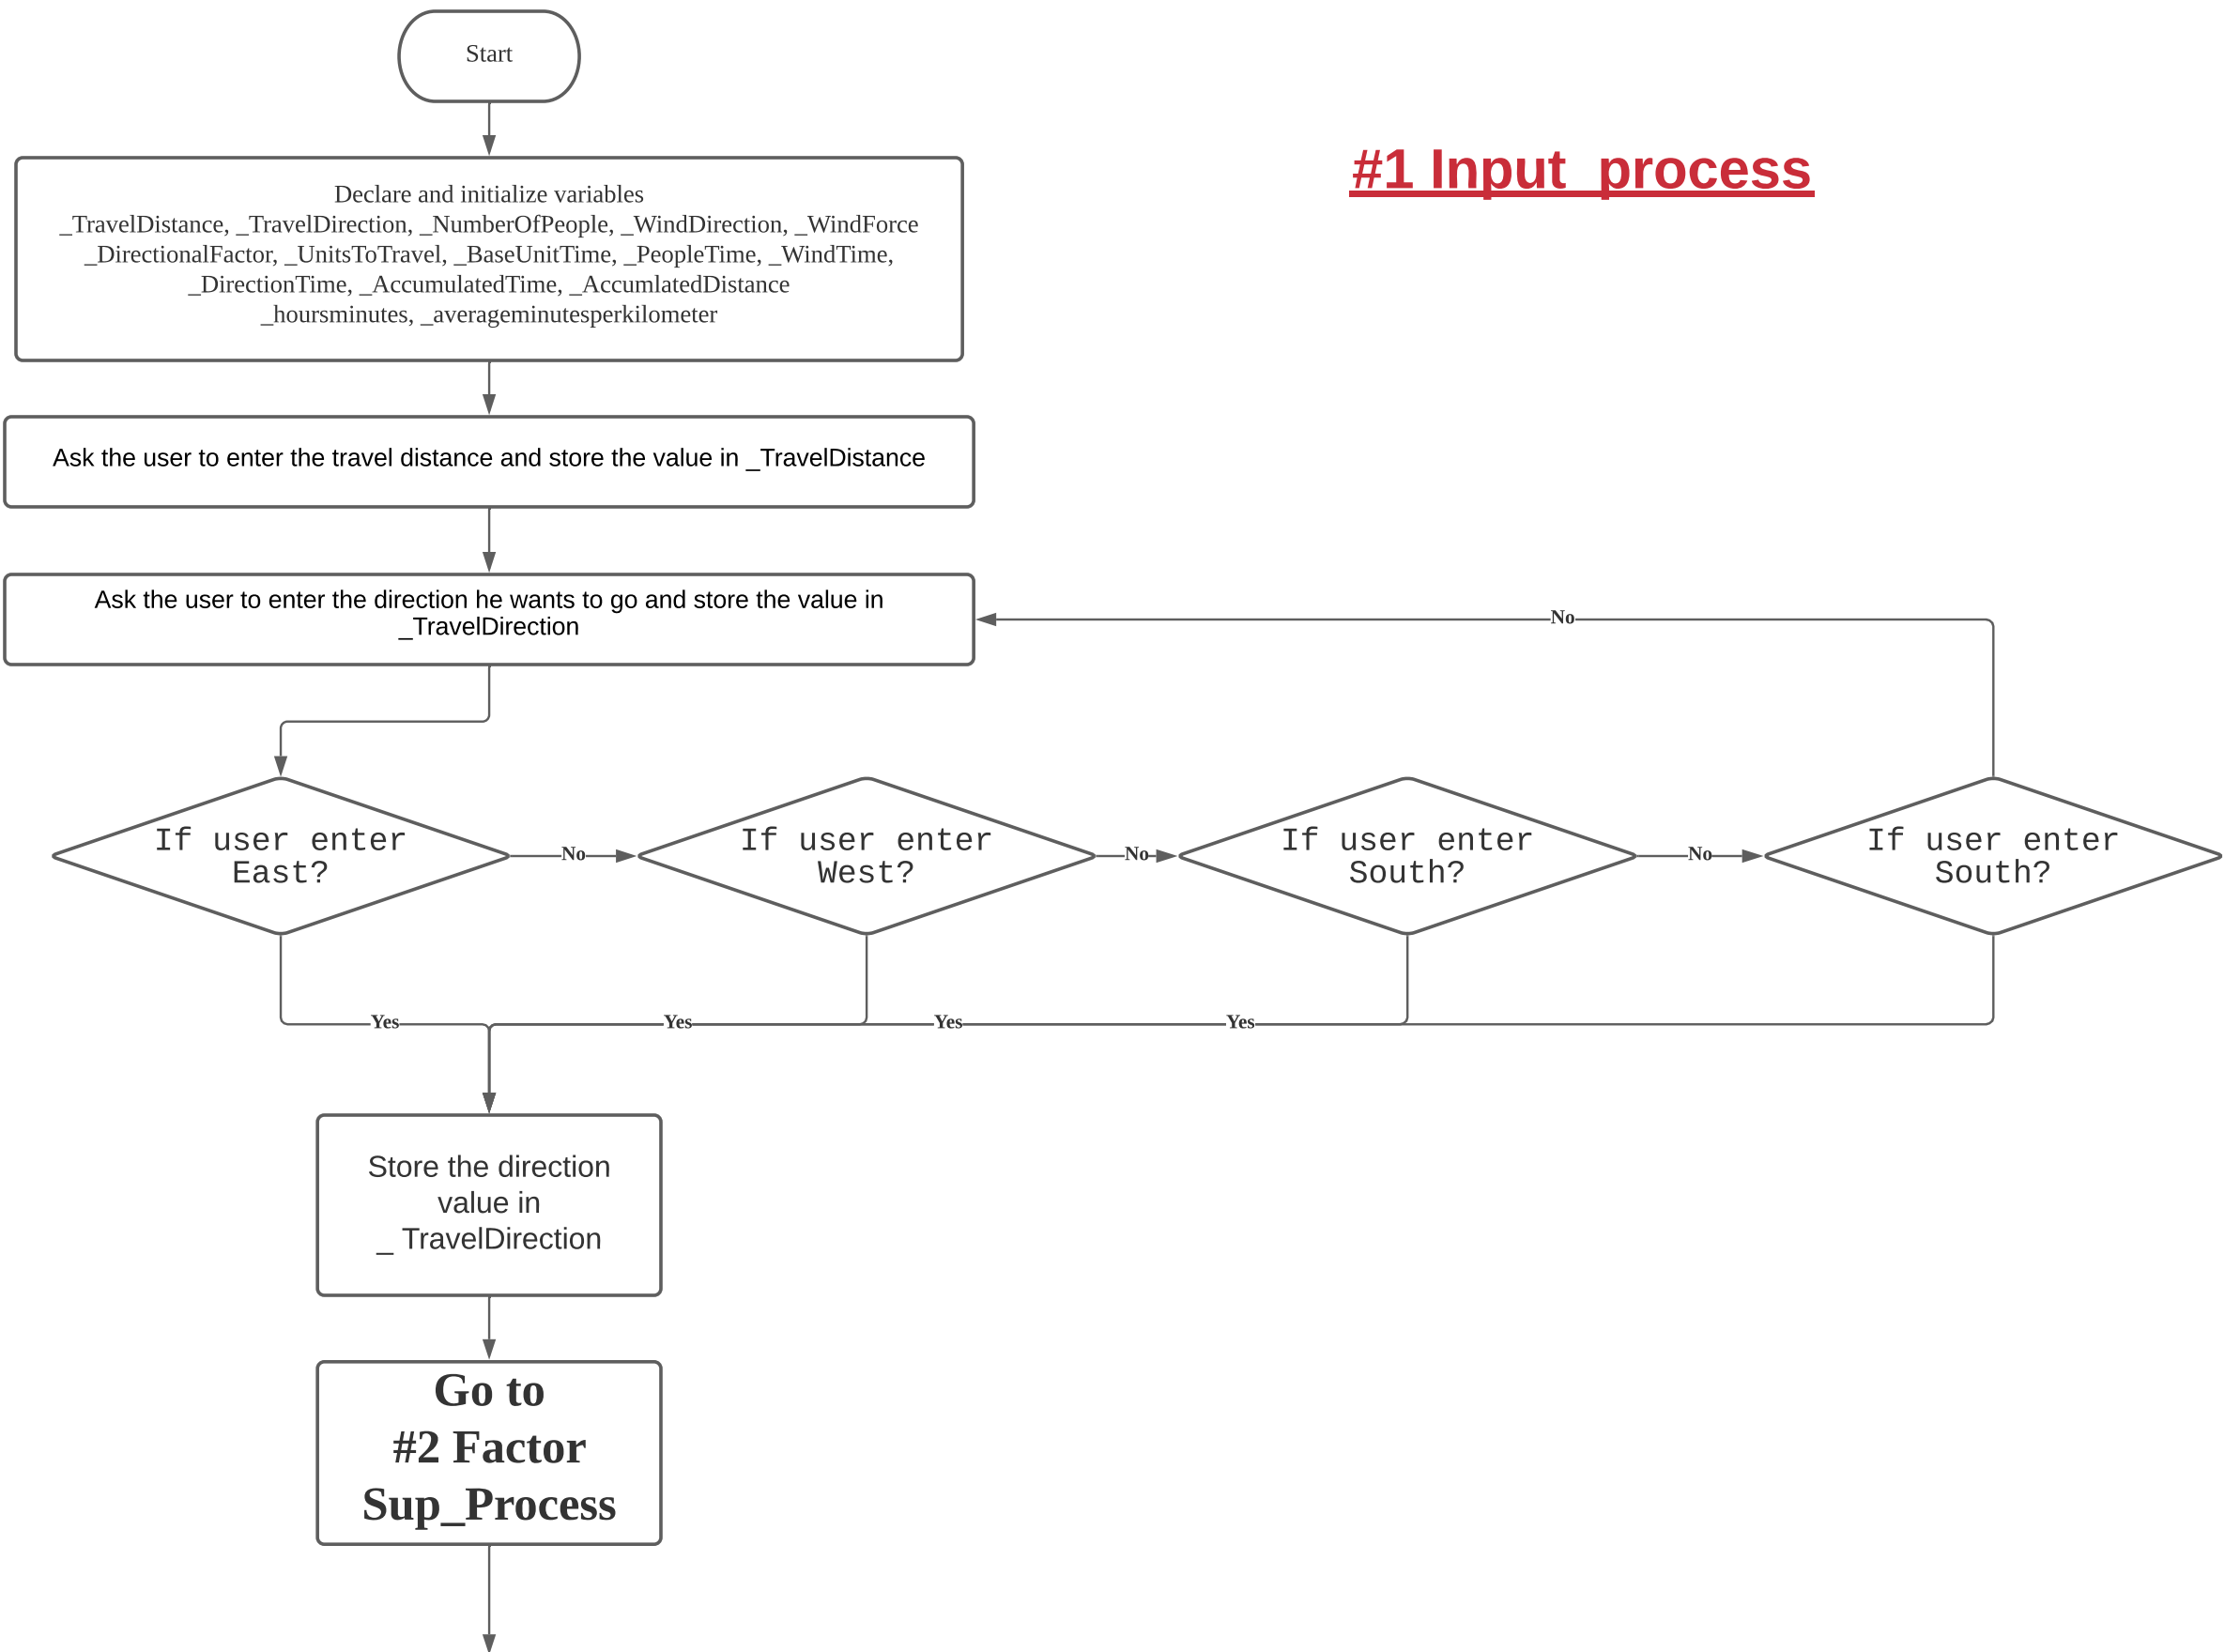 Start
#1 Input_process
Declare and initialize variables
_TravelDistance, _TravelDirection, _NumberOfPeople, _WindDirection, _WindForce
_DirectionalFactor, _UnitsToTravel, _BaseUnitTime, _PeopleTime, _WindTime,
_DirectionTime, _AccumulatedTime, _AccumlatedDistance
_hoursminutes, _averageminutesperkilometer
Ask the user to enter the travel distance and store the value in _TravelDistance
Ask the user to enter the direction he wants to go and store the value in
_TravelDirection
No
If user enter
East?
No
If user enter
West?
No
If user enter
South?
No
If user enter
South?
Yes
Yes
Yes
Yes
Store the direction
value in
_ TravelDirection
Go to
#2 Factor
Sup_Process